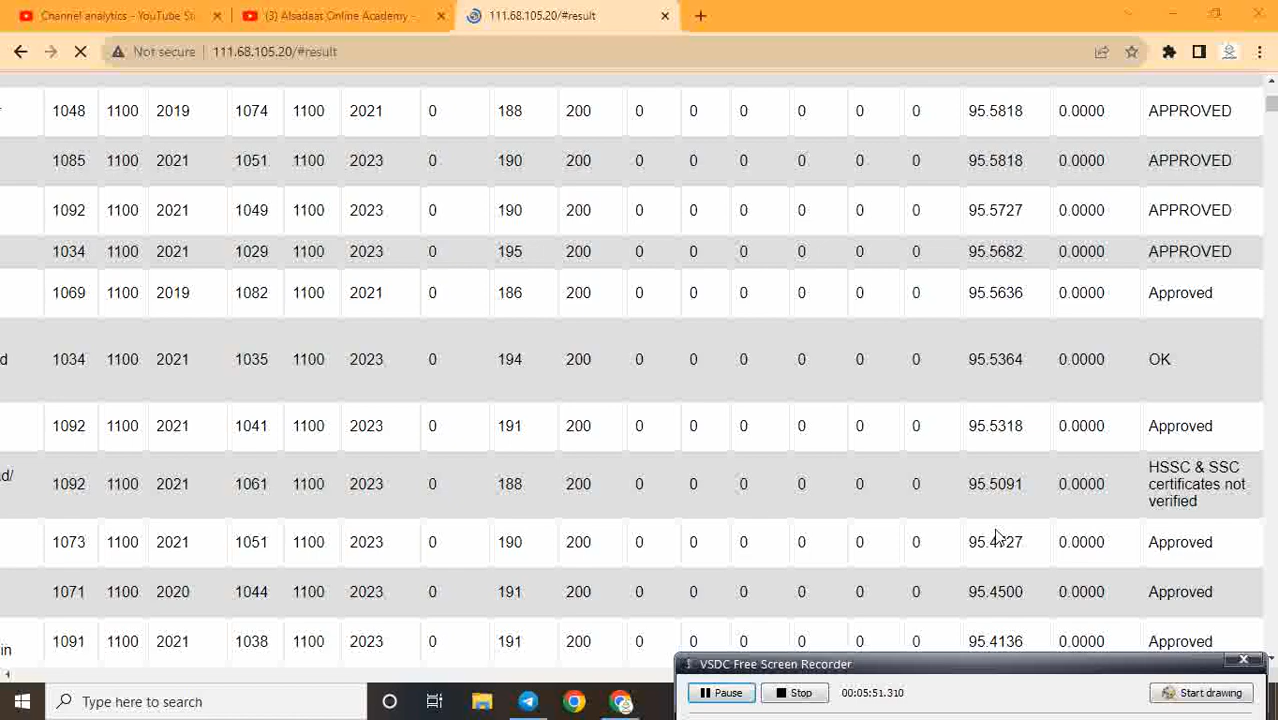 Channel analytics - YouTube St
(3) Alsadaat Online Academy -
111.68.105.20/#result
Not secure 111.68.105.20/#result
1048 1100 2019 1074 1100 2021 0 188 200 0 0 0 0 0 0 95.5818 0.0000 APPROVED
1085 1100 2021 1051 1100 2023 0 190 200 0 0 0 0 0 0 95.5818 0.0000 APPROVED
1092 1100 2021 1049 1100 2023 0 190 200 0 0 0 0 0 0 95.5727 0.0000 APPROVED
1034 1100 2021 1029 1100 2023 0 195 200 0 0 0 0 0 0 95.5682 0.0000 APPROVED
1069 1100 2019 1082 1100 2021 0 186 200 0 0 0 0 0 0 95.5636 0.0000 Approved
d 1034 1100 2021 1035 1100 2023 0 194 200 0 0 0 0 0 0 95.5364 0.0000 OK
1092 1100 2021 1041 1100 2023 0 191 200 0 0 0 0 0 0 95.5318 0.0000 Approved
d/ 1092 1100 2021 1061 1100 2023 0 188 200 0 0 0 0 0 0 95.5091 0.0000 HSSC & SSC
certificates not
verified
1073 1100 2021 1051 1100 2023 0 190 200 0 0 0 0 0 0 0.0000 Approved
1071 1100 2020 1044 1100 2023 0 191 200 0 0 0 0 0 0 95.4500 0.0000 Approved
in 1091 1100 2021 1038 1100 2023 0 191 200 0 0 0 0 0 0 95.4136 0.0000 Approved
VSDC Free Screen Recorder
Pause Stop 00:05:51.310 Start drawing
Type here to search